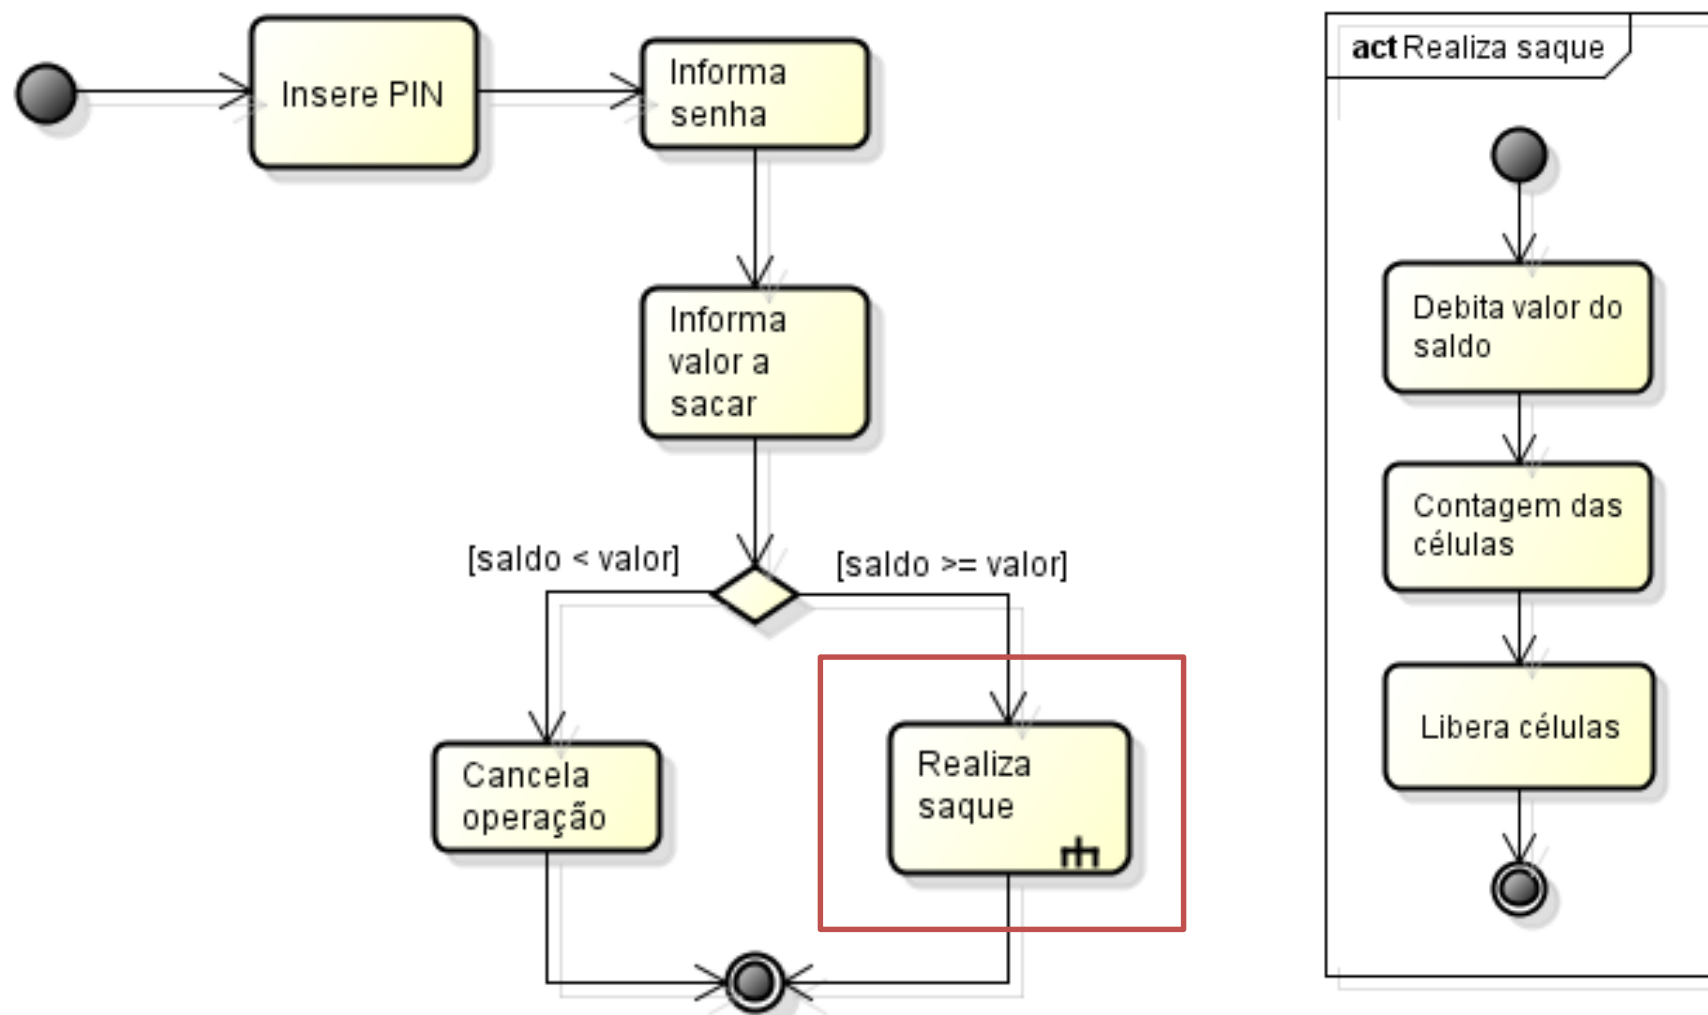 Insere PIN
Informa
senha
Informa
valor a
sacar
[saldo < valor]
[saldo >= valor]
Cancela
operação
Realiza
saque
act Realiza saque
Debita valor do
saldo
Contagem das
células
Libera células